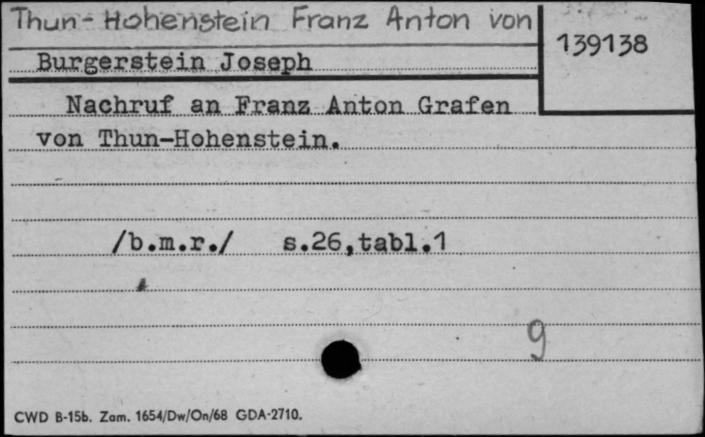 Thun-Hohenstein Franz Anton von
139138
Burgerstein Joseph
Nachruf an Franz Anton Grafen
von Thun-Hohenstein.
/b.m.r./ s.26,tabl.1
9
CWD B-15b. Zam. 1654/Dw/On/68 GDA-2710.